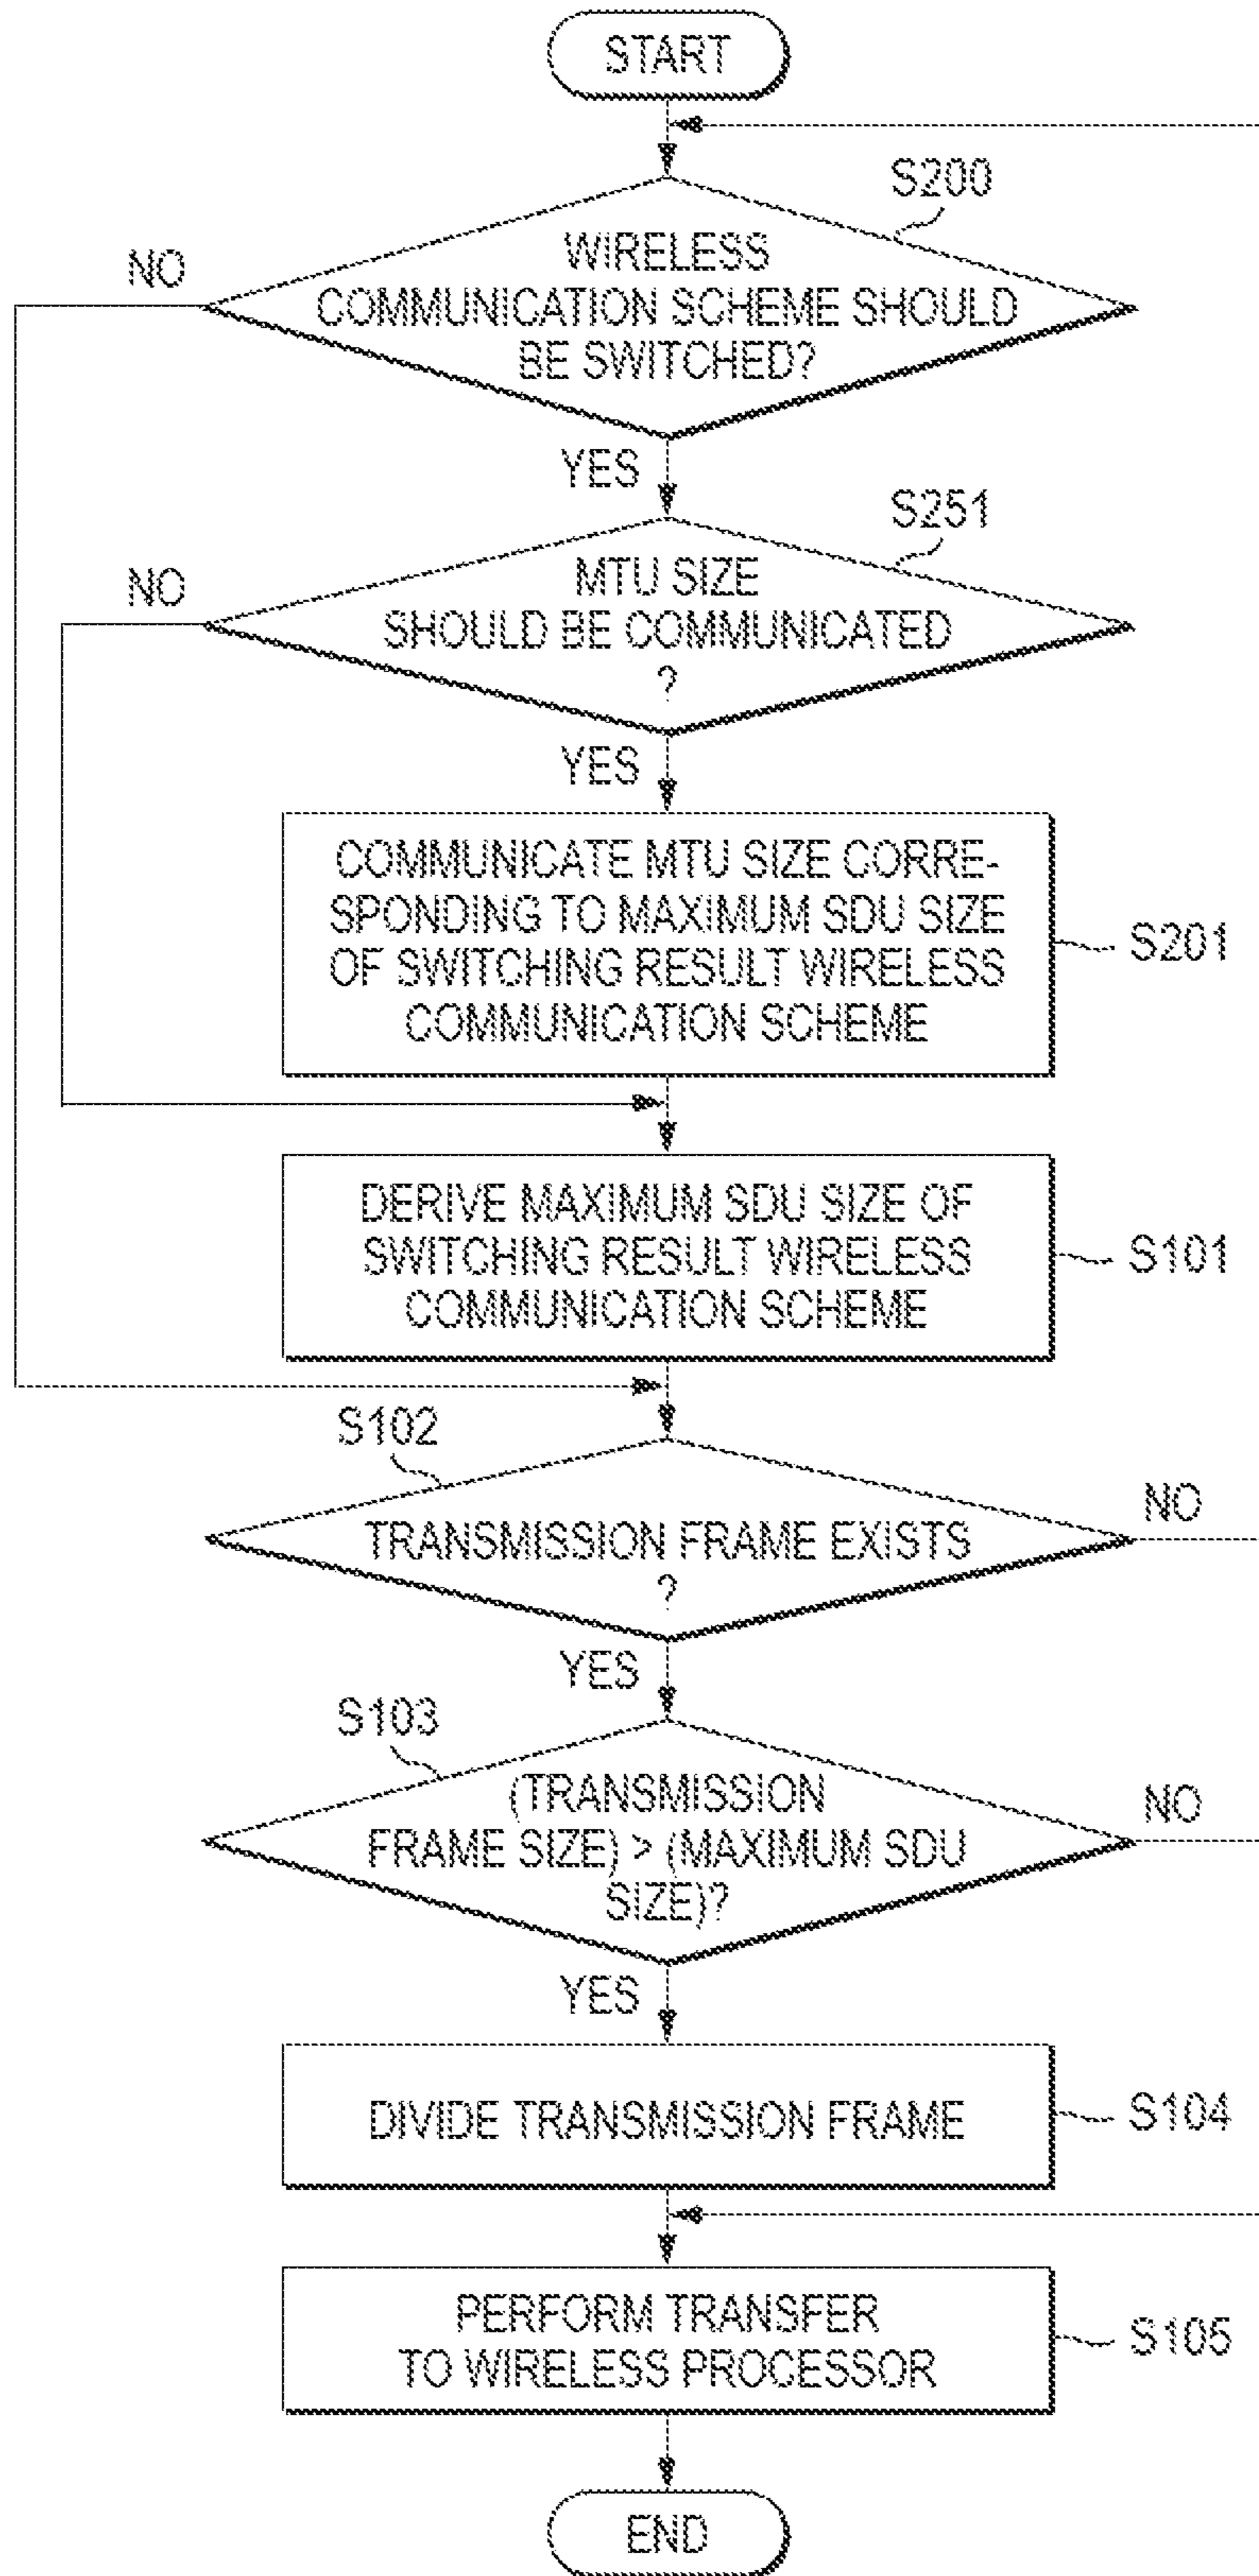 START
S200
NO
WIRELESS
COMMUNICATION SCHEME SHOULD
BE SWITCHED?
YES
S251
NO
MTU SIZE
SHOULD BE COMMUNICATED
?
YES
COMMUNICATE MTU SIZE CORRE-
SPONDING TO MAXIMUM SDU SIZE
OF SWITCHING RESULT WIRELESS
COMMUNICATION SCHEME
S201
DERIVE MAXIMUM SDU SIZE OF
SWITCHING RESULT WIRELESS
COMMUNICATION SCHEME
S101
S102
NO
TRANSMISSION FRAME EXISTS
?
YES
S103
NO
(TRANSMISSION
FRAME SIZE) > (MAXIMUM SDU
SIZE)?
YES
DIVIDE TRANSMISSION FRAME
S104
PERFORM TRANSFER
TO WIRELESS PROCESSOR
S105
END